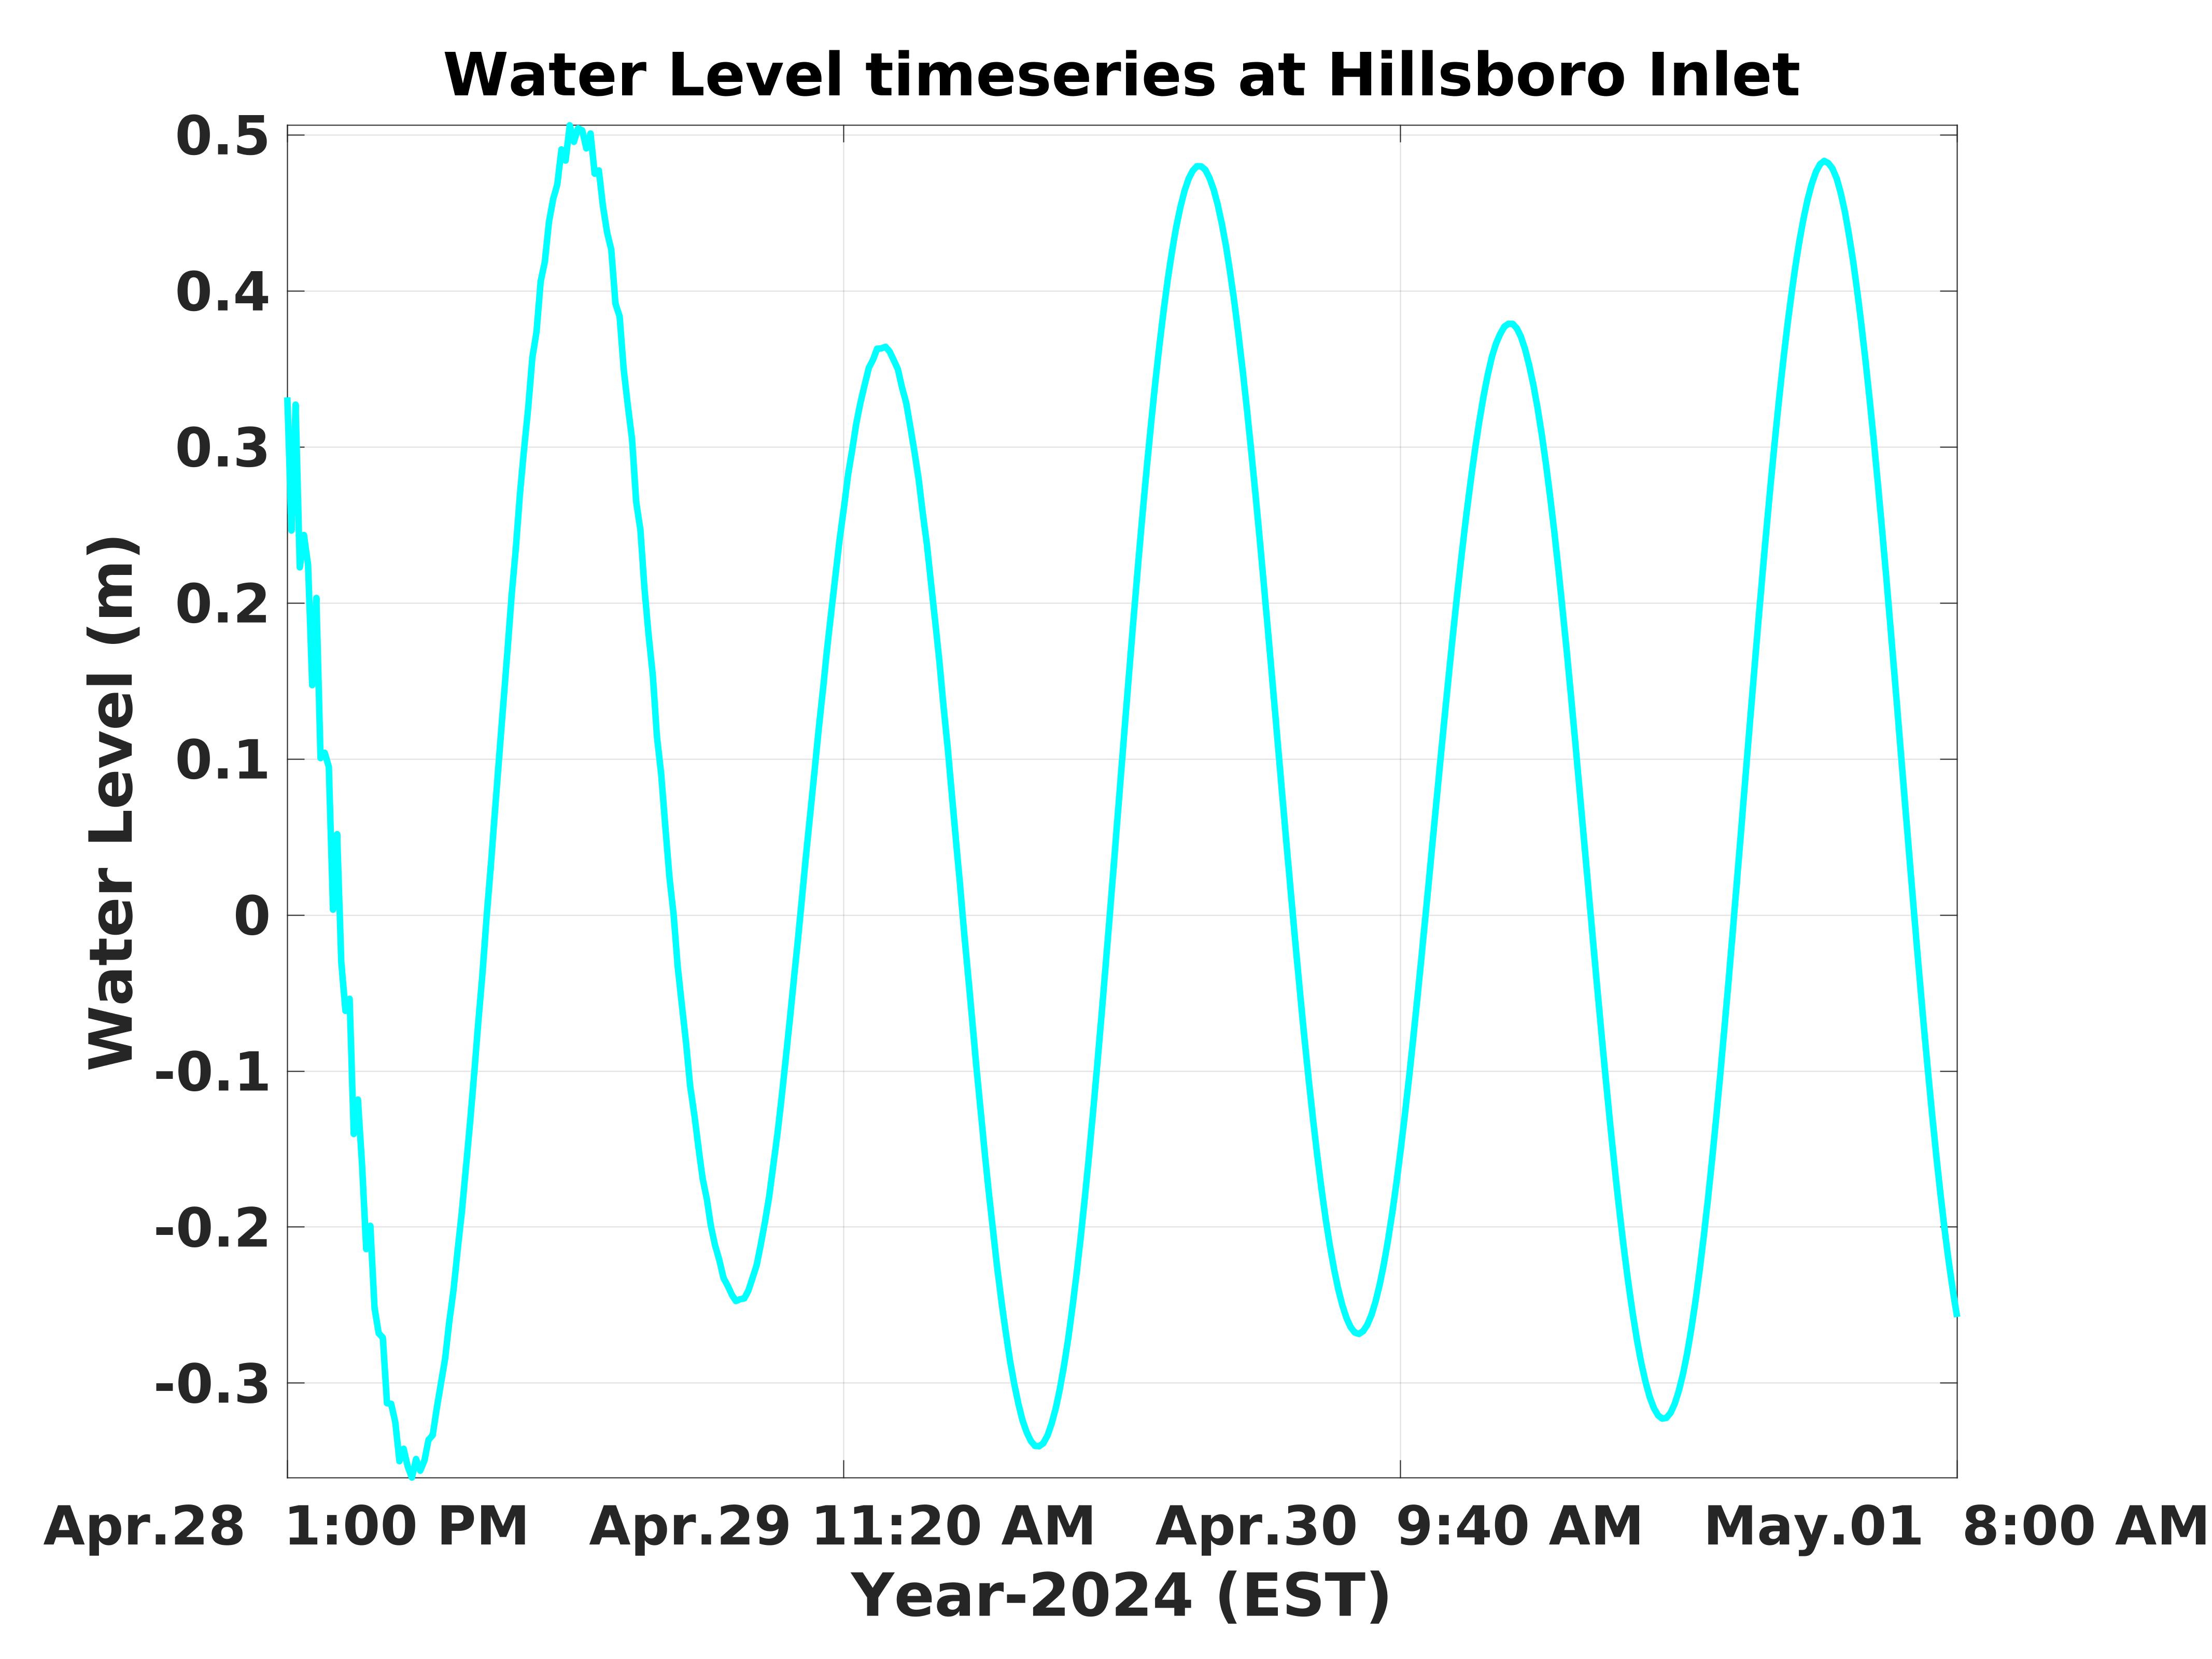 Water Level timeseries at Hillsboro Inlet
0.5
0.4
0.3
0.2
0.1
0
-0.1
-0.2
-0.3
Water Level (m)
Apr.28 1:00 PM Apr.29 11:20 AM Apr.30 9:40 AM May.01 8:00 AM
Year-2024 (EST)